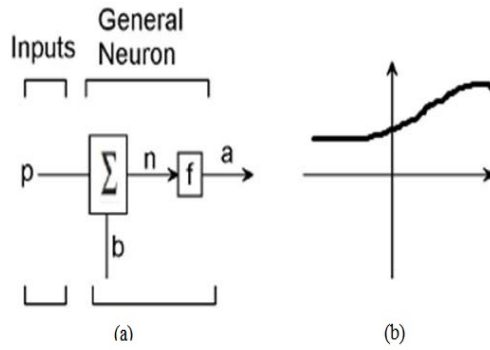 General
Inputs Neuron
p Σ n f a
b
(a) (b)